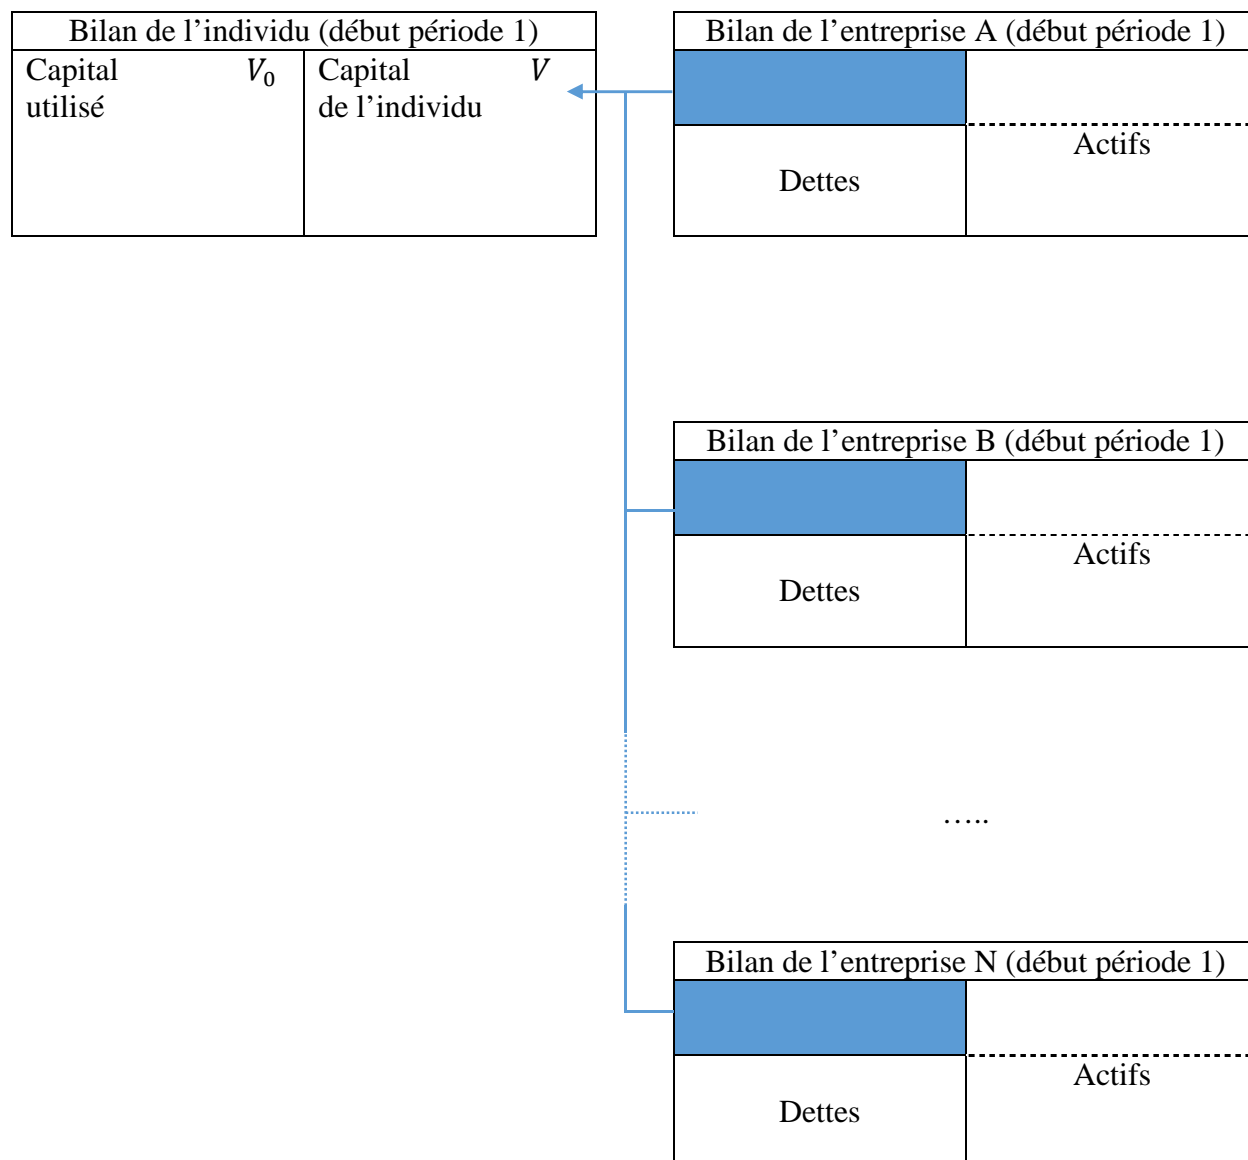 Bilan de l’individu (début période 1)
Capital V₀
utilisé
Capital V
de l’individu
Bilan de l’entreprise A (début période 1)
Actifs
Dettes
Bilan de l’entreprise B (début période 1)
Actifs
Dettes
…..
Bilan de l’entreprise N (début période 1)
Actifs
Dettes